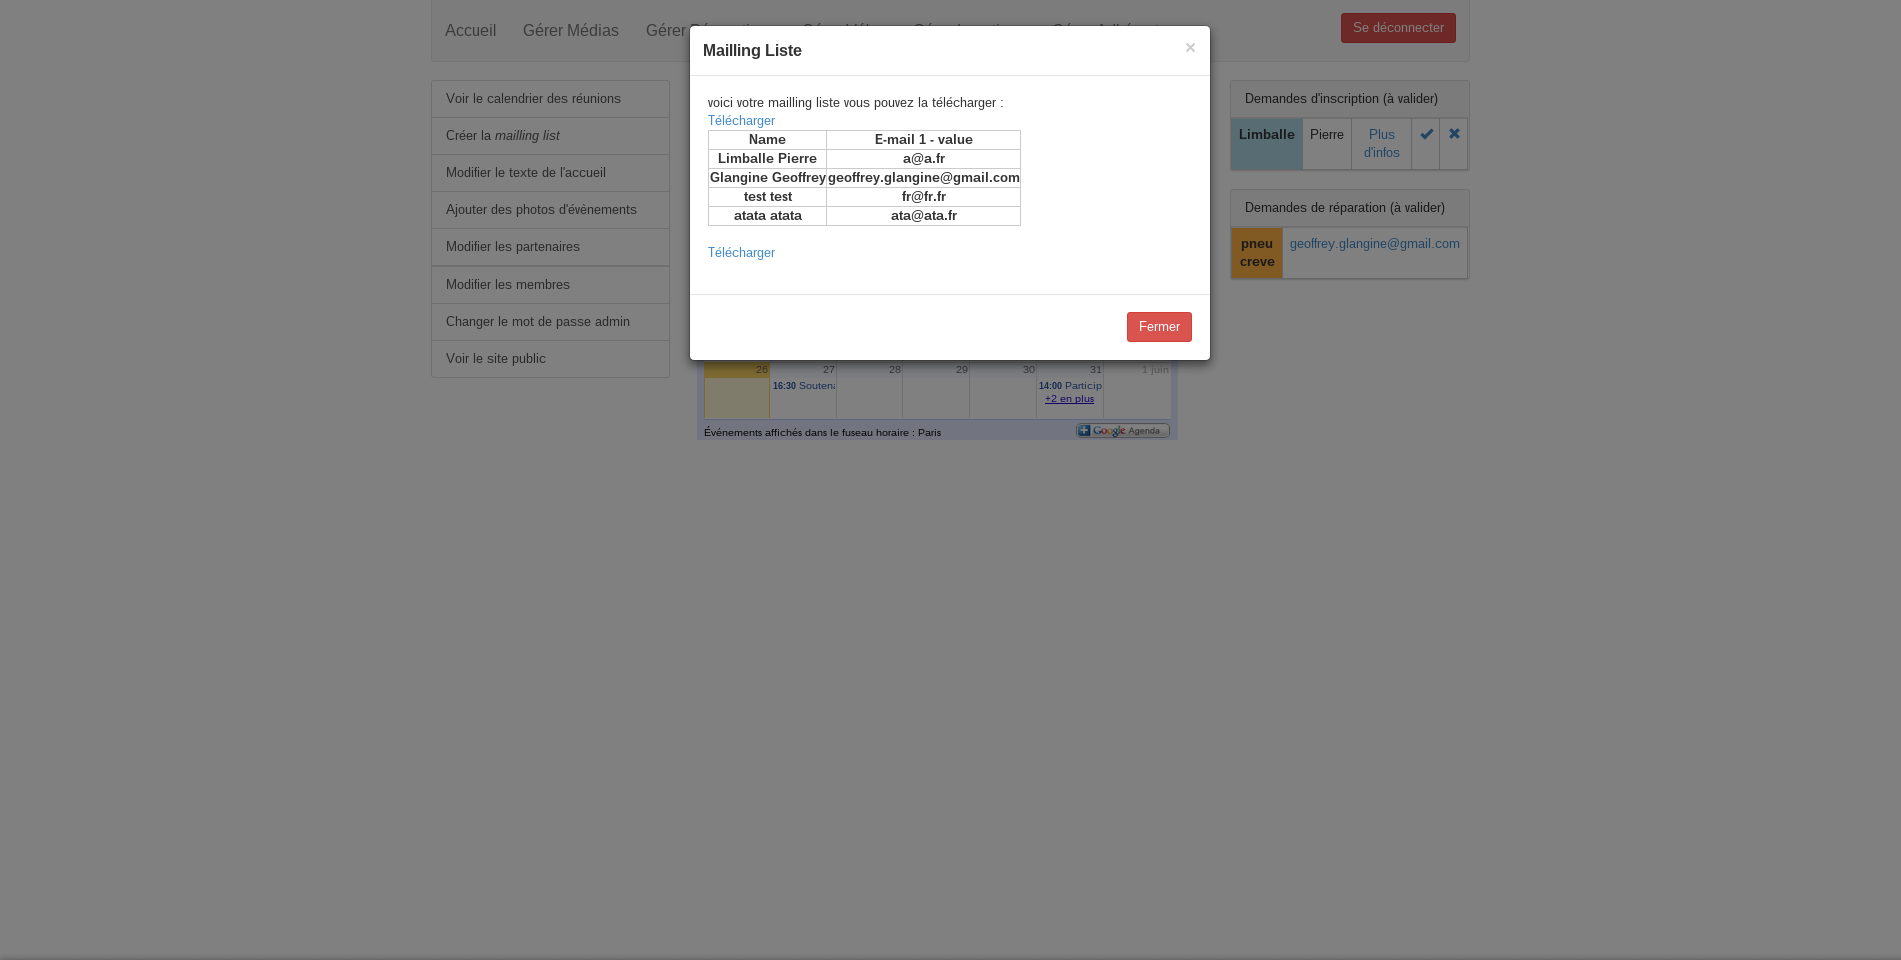 Accueil Gérer Médias Gérer
Se déconnecter
Mailling Liste ×
voici votre mailling liste vous pouvez la télécharger :
Télécharger
Name E-mail 1 - value
Limballe Pierre a@a.fr
Glangine Geoffrey geoffrey.glangine@gmail.com
test test fr@fr.fr
atata atata ata@ata.fr
Télécharger
Fermer
Voir le calendrier des réunions
Créer la mailling list
Modifier le texte de l'accueil
Ajouter des photos d'évènements
Modifier les partenaires
Modifier les membres
Changer le mot de passe admin
Voir le site public
26 27 28 29 30 31 1 juin
16:30 Soutena 14:00 Particip
+2 en plus
Événements affichés dans le fuseau horaire : Paris
Google Agenda
Demandes d'inscription (à valider)
Limballe Pierre Plus
d'infos
Demandes de réparation (à valider)
pneu geoffrey.glangine@gmail.com
creve